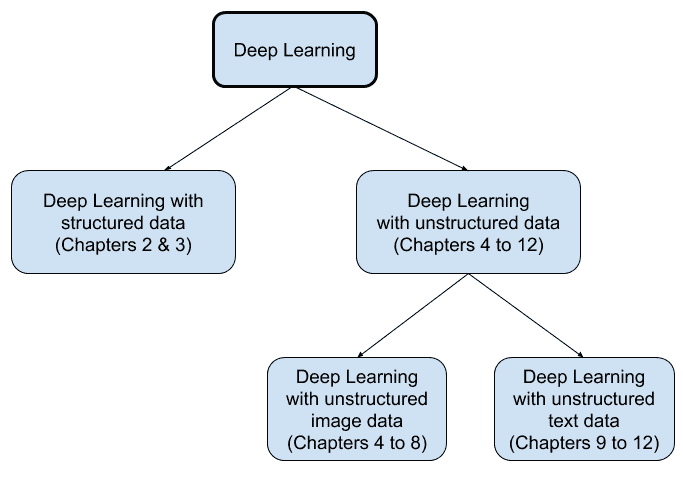 Deep Learning
Deep Learning with
structured data
(Chapters 2 & 3)
Deep Learning
with unstructured data
(Chapters 4 to 12)
Deep Learning
with unstructured
image data
(Chapters 4 to 8)
Deep Learning
with unstructured
text data
(Chapters 9 to 12)